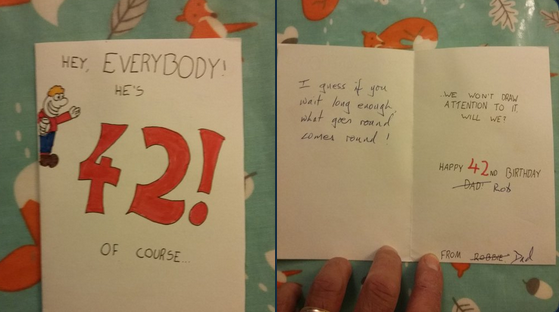 HEY, EVERYBODY!
HE'S
42!
OF COURSE...
I guess if you
wait long enough,
what goes round
comes round!
WE WON'T DRAW
ATTENTION TO IT.
WILL WE?
HAPPY 42ND BIRTHDAY
DAD! Rob
FROM ROBBIE Dad